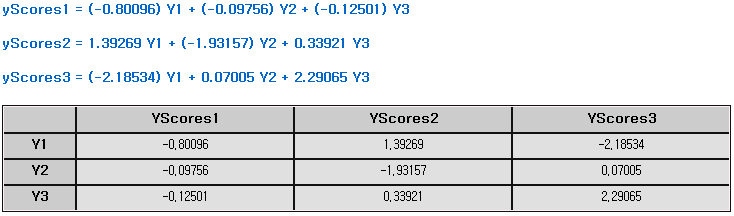 yScores1 = (-0.80096) Y1 + (-0.09756) Y2 + (-0.12501) Y3
yScores2 = 1.39269 Y1 + (-1.93157) Y2 + 0.33921 Y3
yScores3 = (-2.18534) Y1 + 0.07005 Y2 + 2.29065 Y3
YScores1 YScores2 YScores3
Y1 -0,80096 1,39269 -2,18534
Y2 -0,09756 -1,93157 0,07005
Y3 -0,12501 0,33921 2,29065